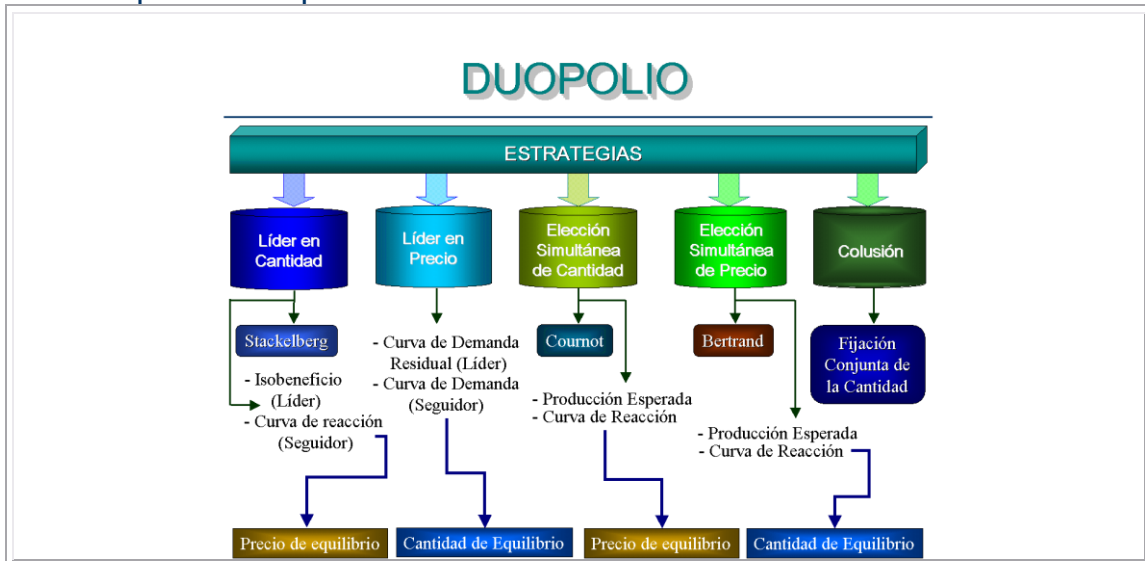 DUOPOLIO
ESTRATEGIAS
Líder en
Cantidad
Líder en
Precio
Elección
Simultánea
de Cantidad
Elección
Simultánea
de Precio
Colusión
Stackelberg
- Isobeneficio
(Líder)
- Curva de reacción
(Seguidor)
- Curva de Demanda
Residual (Líder)
- Curva de Demanda
(Seguidor)
Cournot
- Producción Esperada
- Curva de Reacción
Bertrand
- Producción Esperada
- Curva de Reacción
Fijación
Conjunta de
la Cantidad
Precio de equilibrio
Cantidad de Equilibrio
Precio de equilibrio
Cantidad de Equilibrio